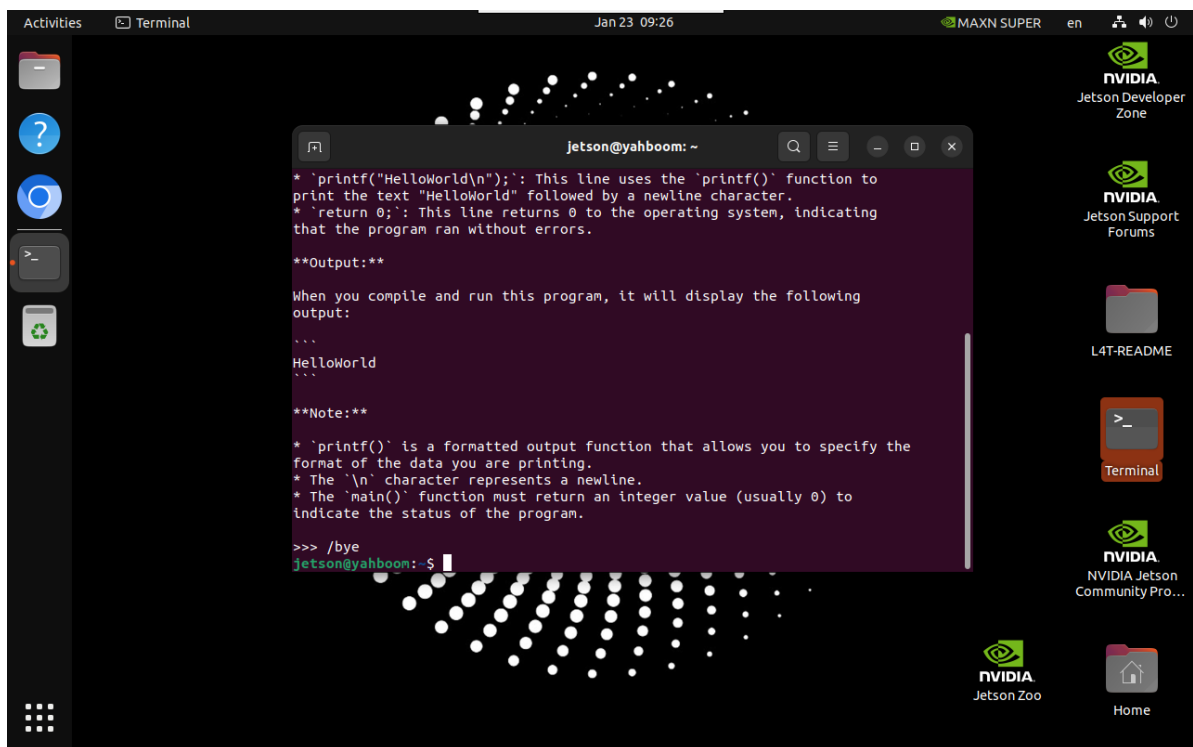 Activities
Terminal
Jan 23 09:26
MAXN SUPER
en
jetson@yahboom: ~
* `printf("HelloWorld\n");`: This line uses the `printf()` function to
print the text "HelloWorld" followed by a newline character.
* `return 0;`: This line returns 0 to the operating system, indicating
that the program ran without errors.
**Output:**
When you compile and run this program, it will display the following
output:
```
HelloWorld
```
**Note:**
* `printf()` is a formatted output function that allows you to specify the
format of the data you are printing.
* The `\n` character represents a newline.
* The `main()` function must return an integer value (usually 0) to
indicate the status of the program.
>>> /bye
jetson@yahboom:~$
NVIDIA.
Jetson Developer
Zone
NVIDIA.
Jetson Support
Forums
L4T-README
>_
Terminal
NVIDIA.
NVIDIA Jetson
Community Pro...
NVIDIA.
Jetson Zoo
Home